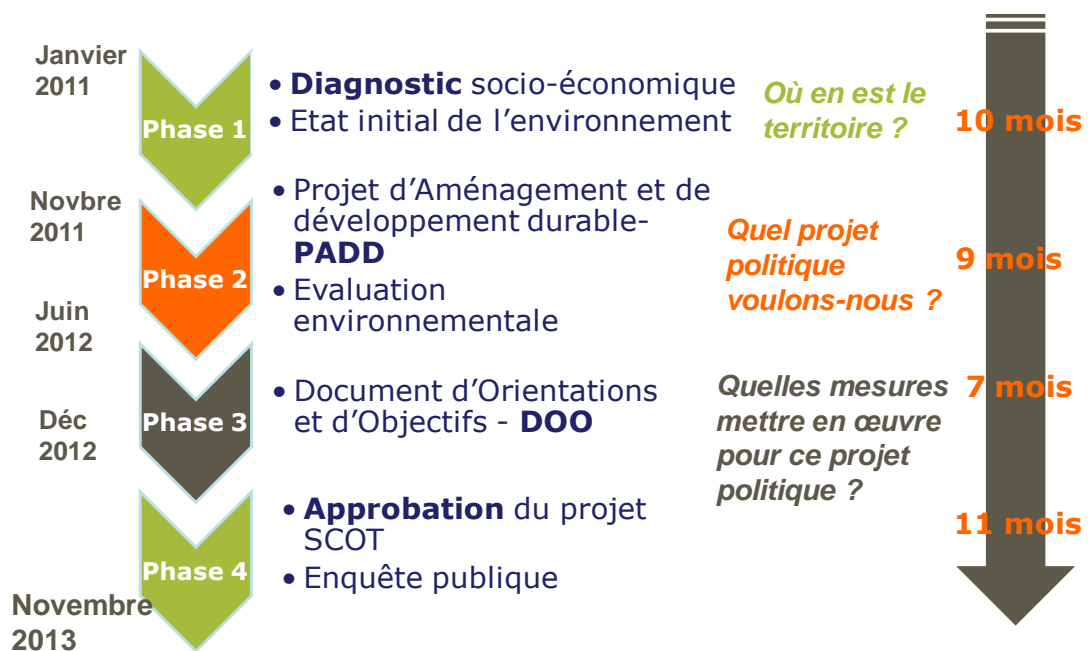 Janvier
2011
Phase 1
• Diagnostic socio-économique
• Etat initial de l'environnement
Où en est le
territoire ?
10 mois
Novbre
2011
Phase 2
• Projet d'Aménagement et de
développement durable-
PADD
• Evaluation
environnementale
Quel projet
politique
voulons-nous ?
9 mois
Juin
2012
Phase 3
• Document d'Orientations
et d'Objectifs - DOO
Quelles mesures
mettre en œuvre
pour ce projet
politique ?
7 mois
Déc
2012
Phase 4
• Approbation du projet
SCOT
• Enquête publique
11 mois
Novembre
2013